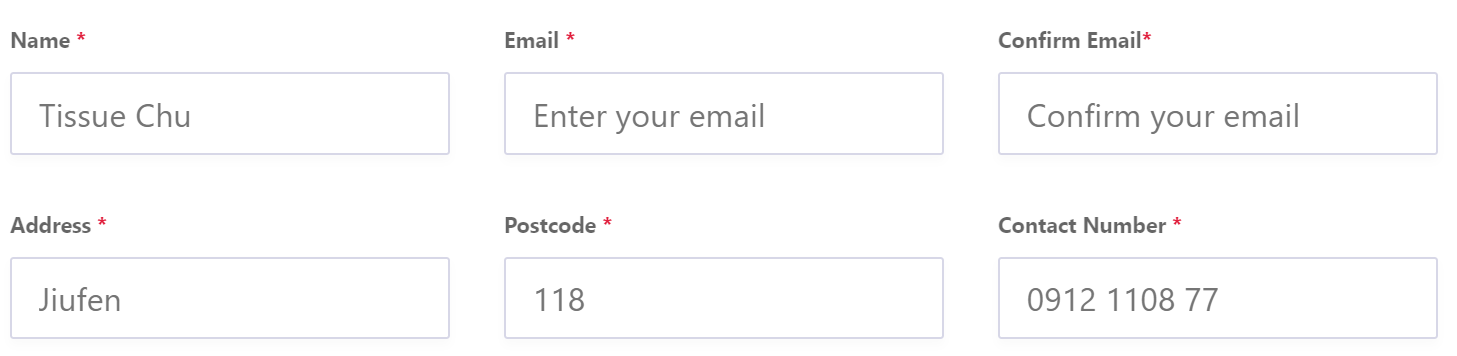 Name *
Email *
Confirm Email*
Tissue Chu
Enter your email
Confirm your email
Address *
Postcode *
Contact Number *
Jiufen
118
0912 1108 77